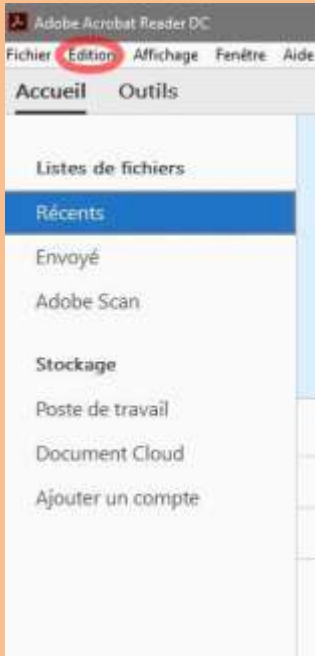 Adobe Acrobat Reader DC
Fichier Edition Affichage Fenêtre Aide
Accueil Outils
Listes de fichiers
Récents
Envoyé
Adobe Scan
Stockage
Poste de travail
Document Cloud
Ajouter un compte